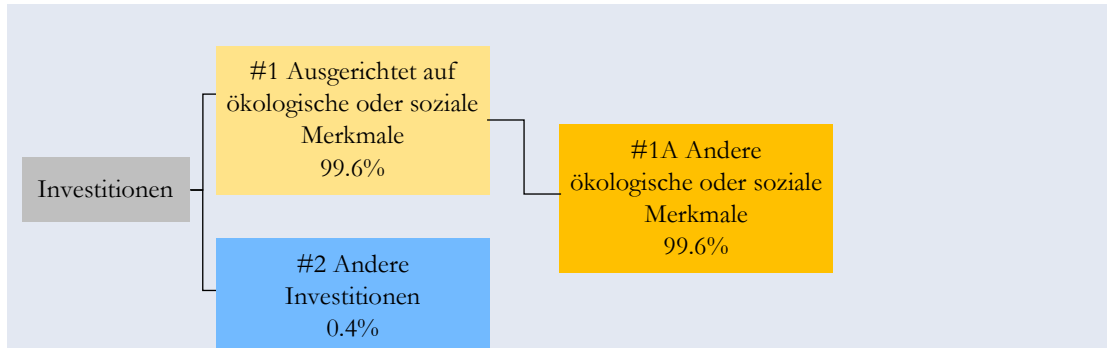 Investitionen
#1 Ausgerichtet auf
ökologische oder soziale
Merkmale
99.6%
#1A Andere
ökologische oder soziale
Merkmale
99.6%
#2 Andere
Investitionen
0.4%